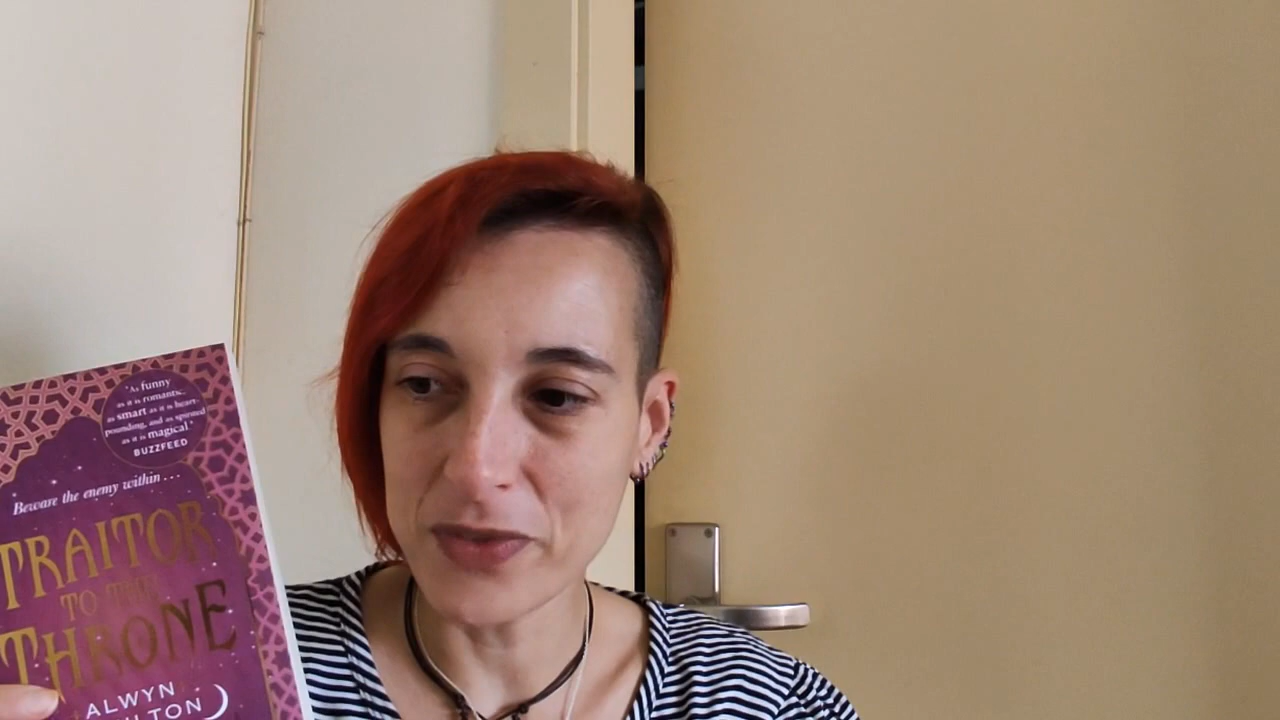 "As funny
as it is romantic,
as smart as it is heart-
pounding, and as spirited
as it is magical"
BUZZFEED
Beware the enemy within...
TRAITOR
TO THE
THRONE
ALWYN
ILTON